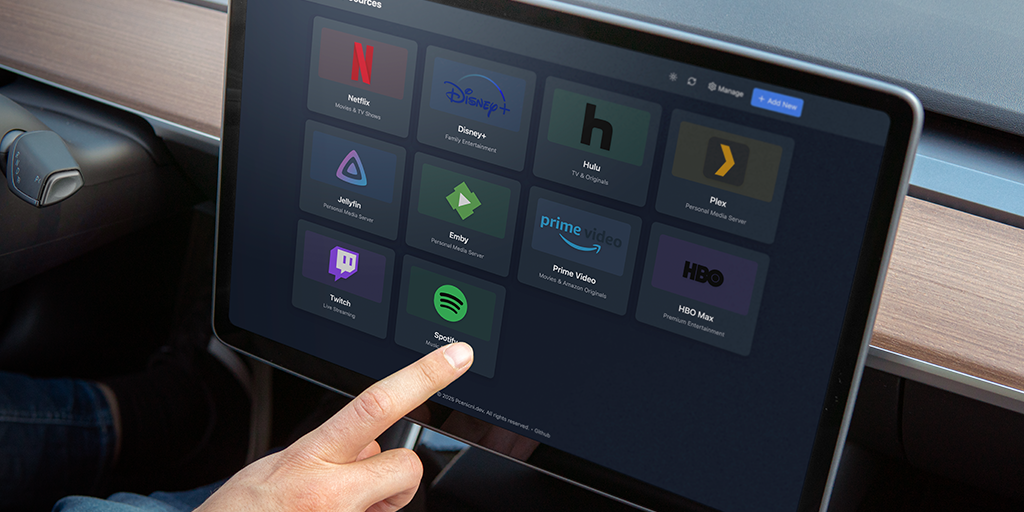 Manage
+ Add New
N
Netflix
Movies & TV Shows
Disney+
Disney+
Family Entertainment
h
Hulu
TV & Originals
Plex
Personal Media Server
Jellyfin
Personal Media Server
Emby
Personal Media Server
prime video
Prime Video
Movies & Amazon Originals
HBO
HBO Max
Premium Entertainment
Twitch
Live Streaming
Spotify
© 2025 All rights reserved. - Github